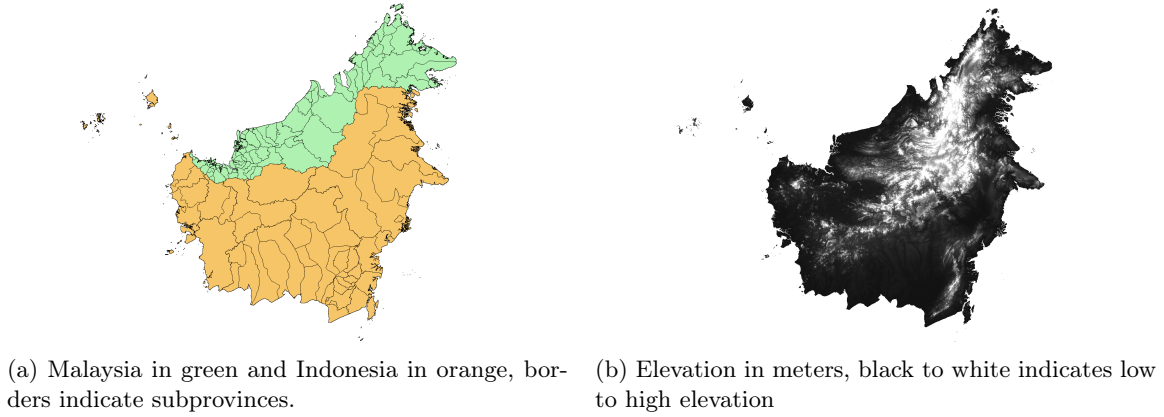 (a) Malaysia in green and Indonesia in orange, bor-
ders indicate subprovinces.
(b) Elevation in meters, black to white indicates low
to high elevation